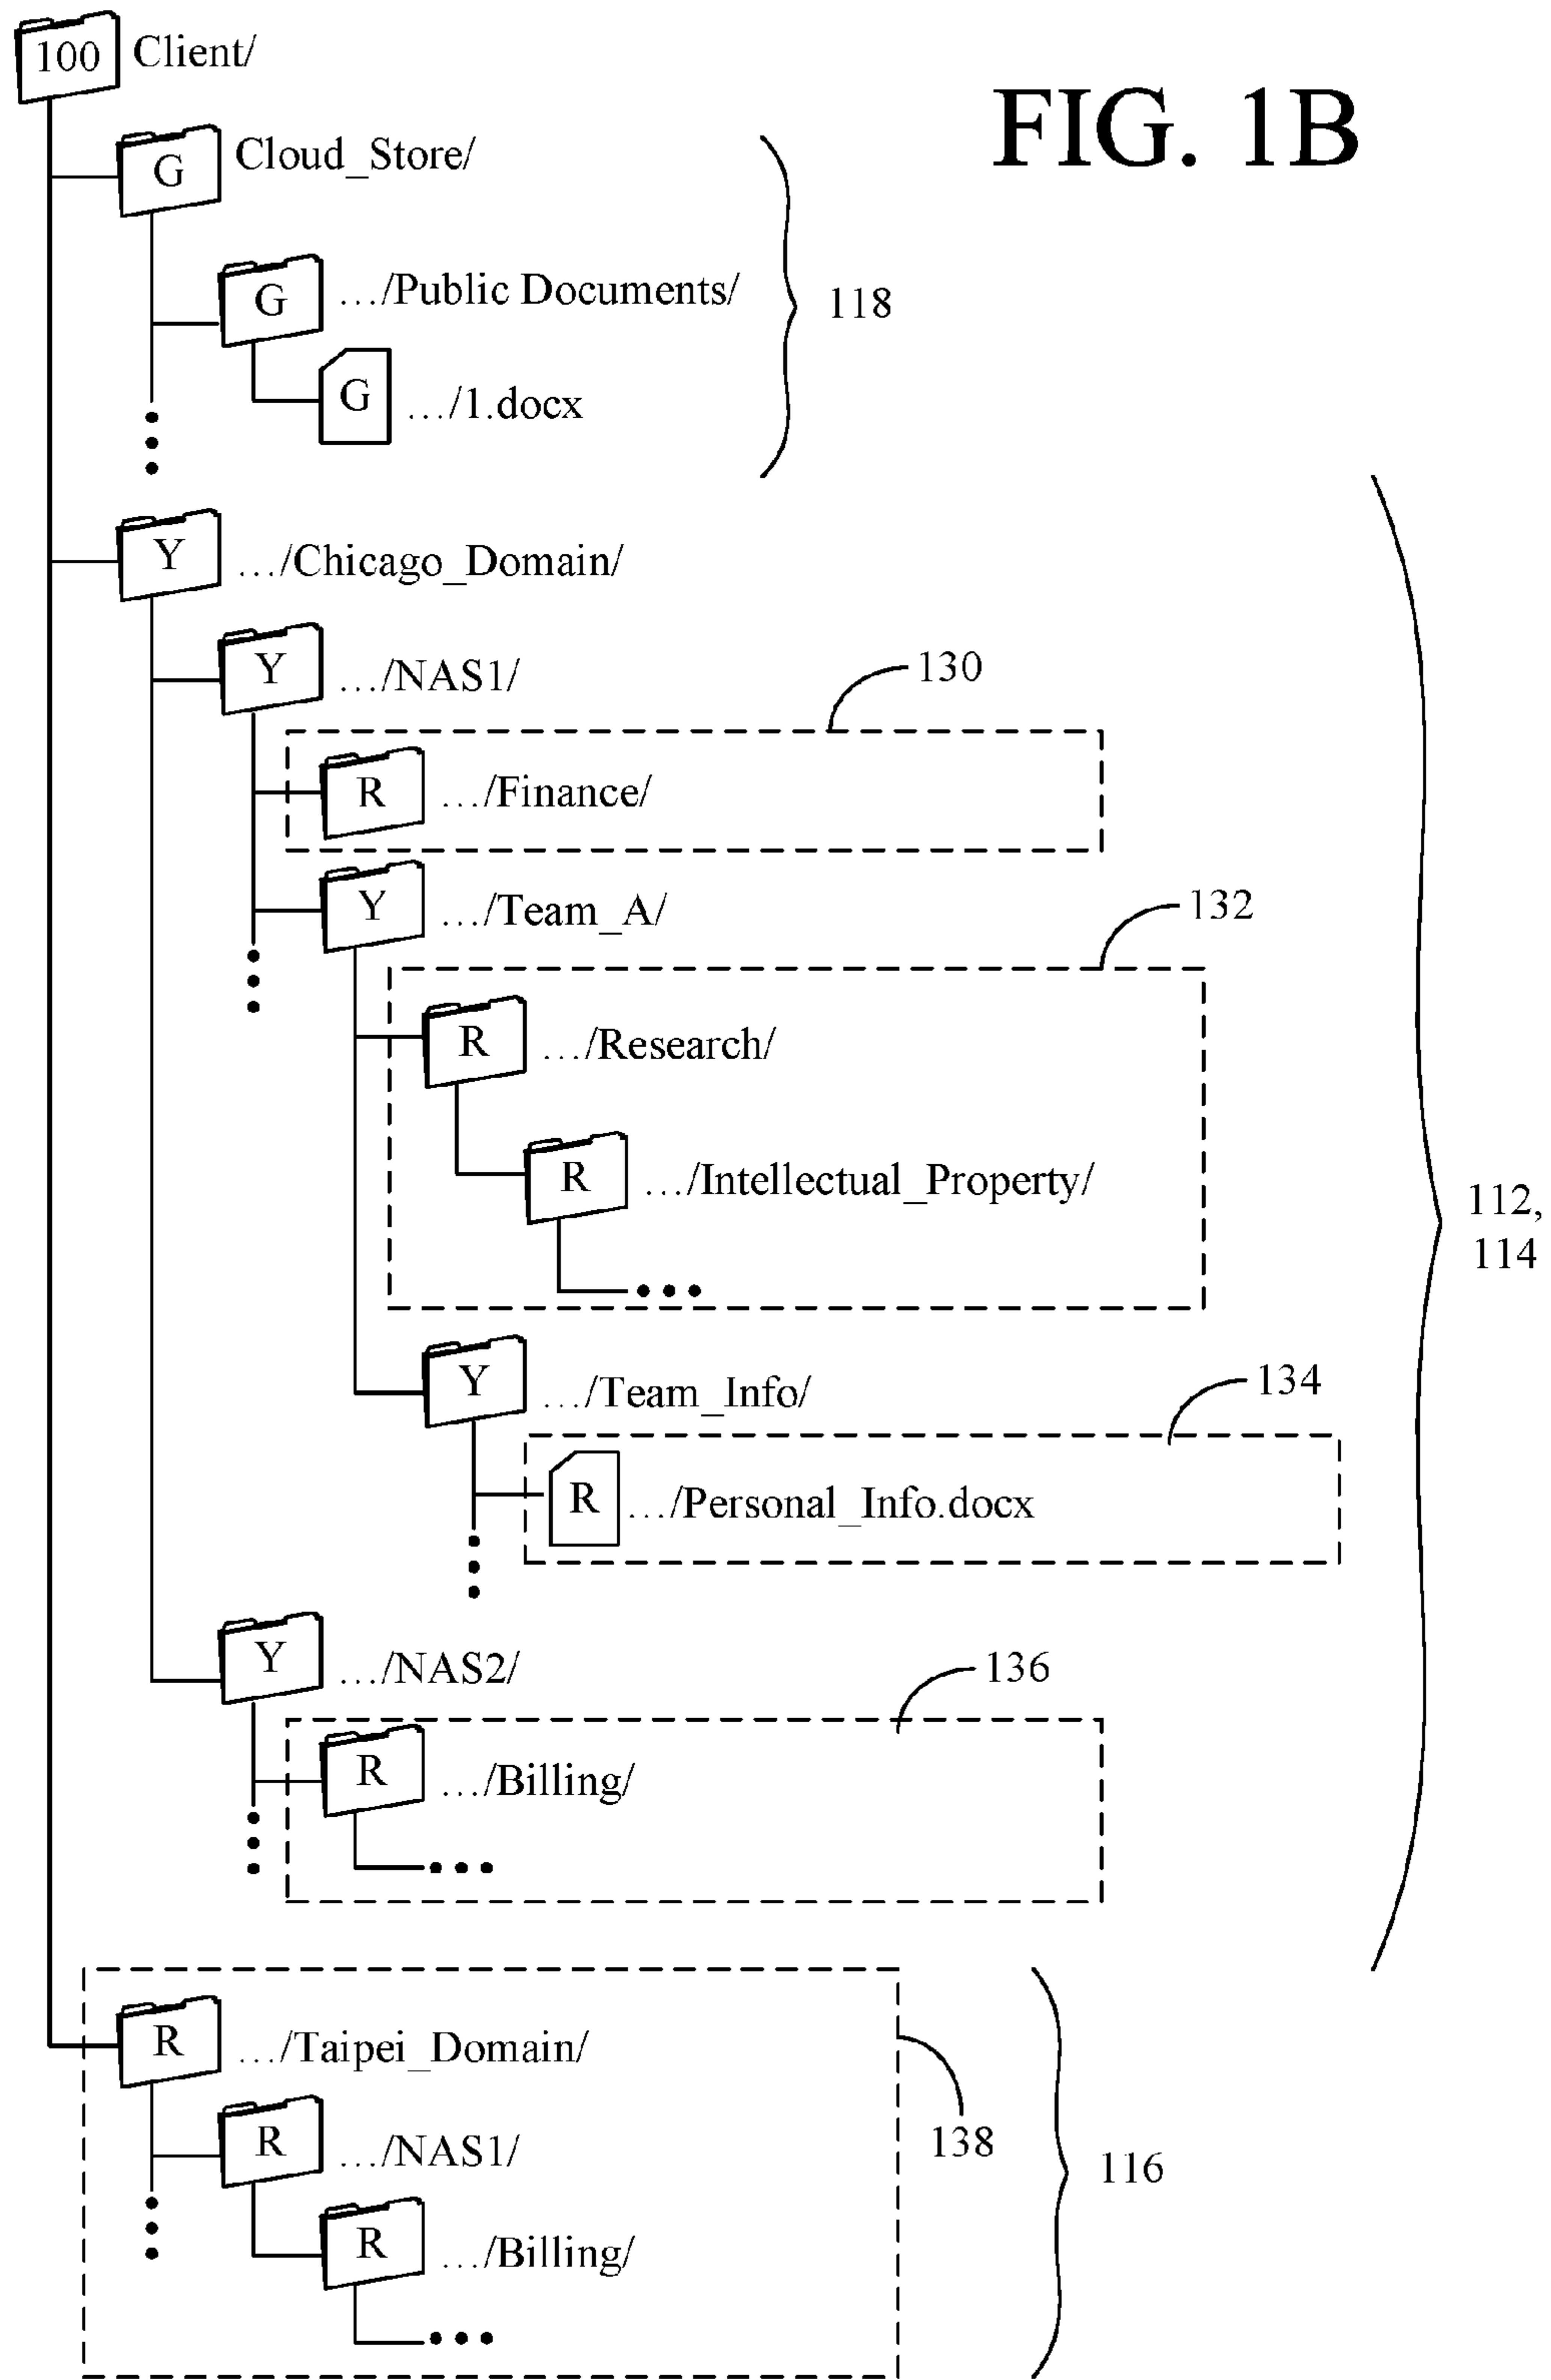 100 Client/
FIG. 1B
G Cloud_Store/
G .../Public Documents/
118
G .../1.docx
Y .../Chicago_Domain/
Y .../NAS1/
130
R .../Finance/
Y .../Team_A/
132
R .../Research/
R .../Intellectual_Property/
112,
114
Y .../Team_Info/
134
R .../Personal_Info.docx
Y .../NAS2/
136
R .../Billing/
R .../Taipei_Domain/
138
R .../NAS1/
116
R .../Billing/